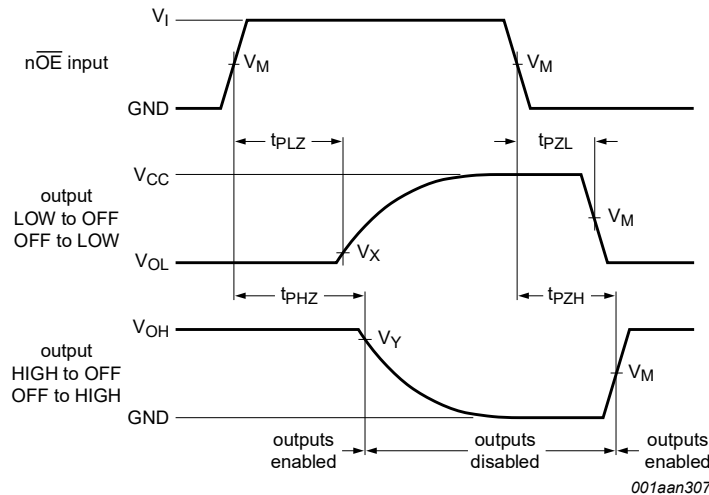 V_I
nOE input
V_M
V_M
GND
t_PLZ
t_PZL
V_CC
output
LOW to OFF
OFF to LOW
V_M
V_X
V_OL
t_PHZ
t_PZH
V_OH
output
HIGH to OFF
OFF to HIGH
V_Y
V_M
GND
outputs
enabled
outputs
disabled
outputs
enabled
001aan307